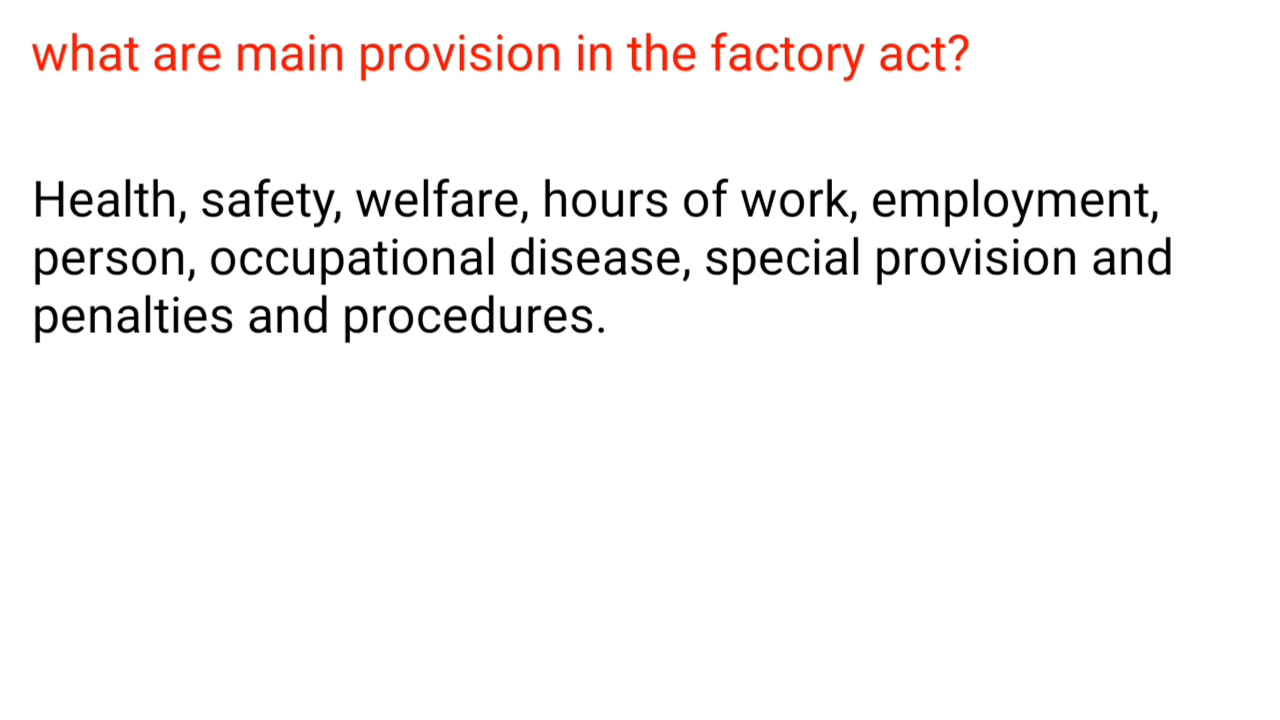 what are main provision in the factory act?
Health, safety, welfare, hours of work, employment,
person, occupational disease, special provision and
penalties and procedures.